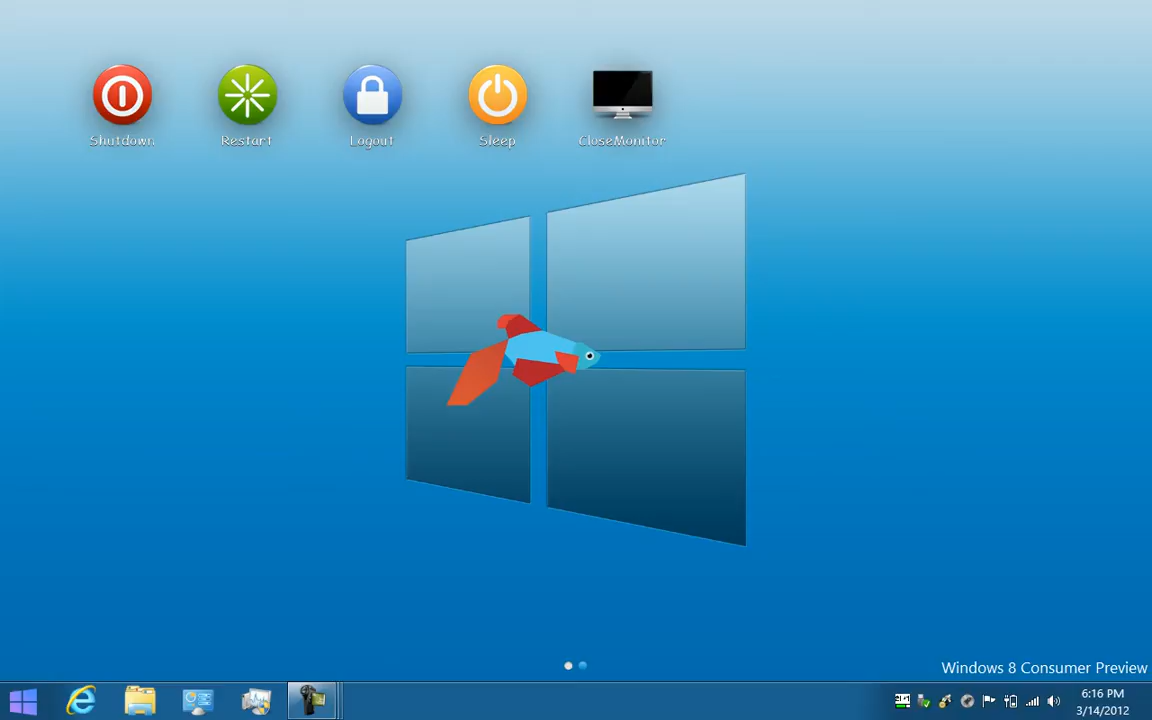 Shutdown
Restart
Logout
Sleep
CloseMonitor
Windows 8 Consumer Preview
6:16 PM
3/14/2012